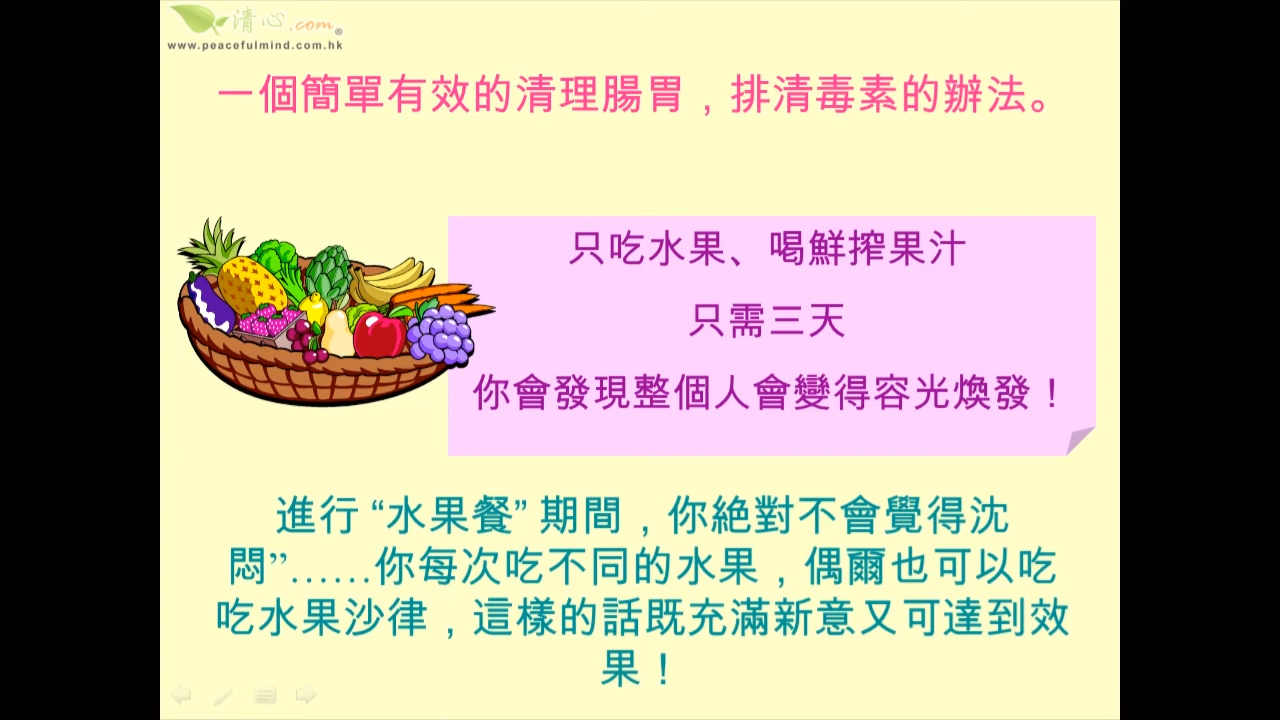 清心.com®
www.peacefulmind.com.hk
一個簡單有效的清理腸胃，排清毒素的辦法。
只吃水果、喝鮮搾果汁
只需三天
你會發現整個人會變得容光煥發！
進行 “水果餐” 期間，你絕對不會覺得沈
悶”……你每次吃不同的水果，偶爾也可以吃
吃水果沙律，這樣的話既充滿新意又可達到效
果！